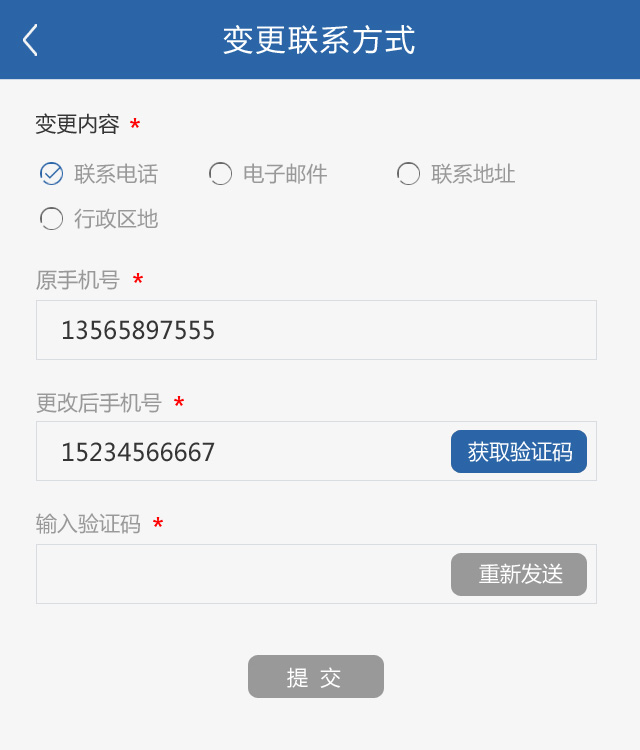 变更联系方式
变更内容 *
联系电话 电子邮件 联系地址
行政区地
原手机号 *
13565897555
更改后手机号 *
15234566667 获取验证码
输入验证码 *
重新发送
提 交